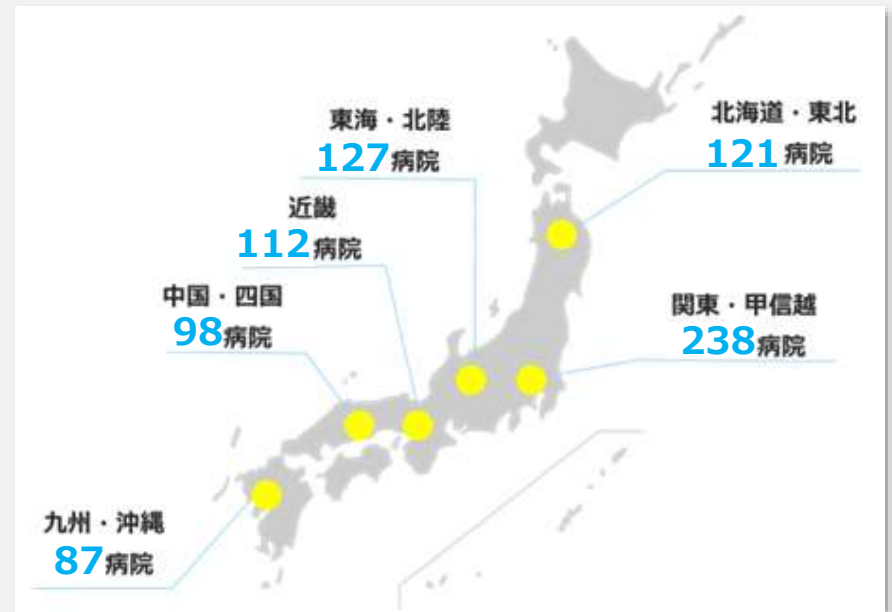 北海道・東北
121病院
東海・北陸
127病院
近畿
112病院
中国・四国
98病院
関東・甲信越
238病院
九州・沖縄
87病院